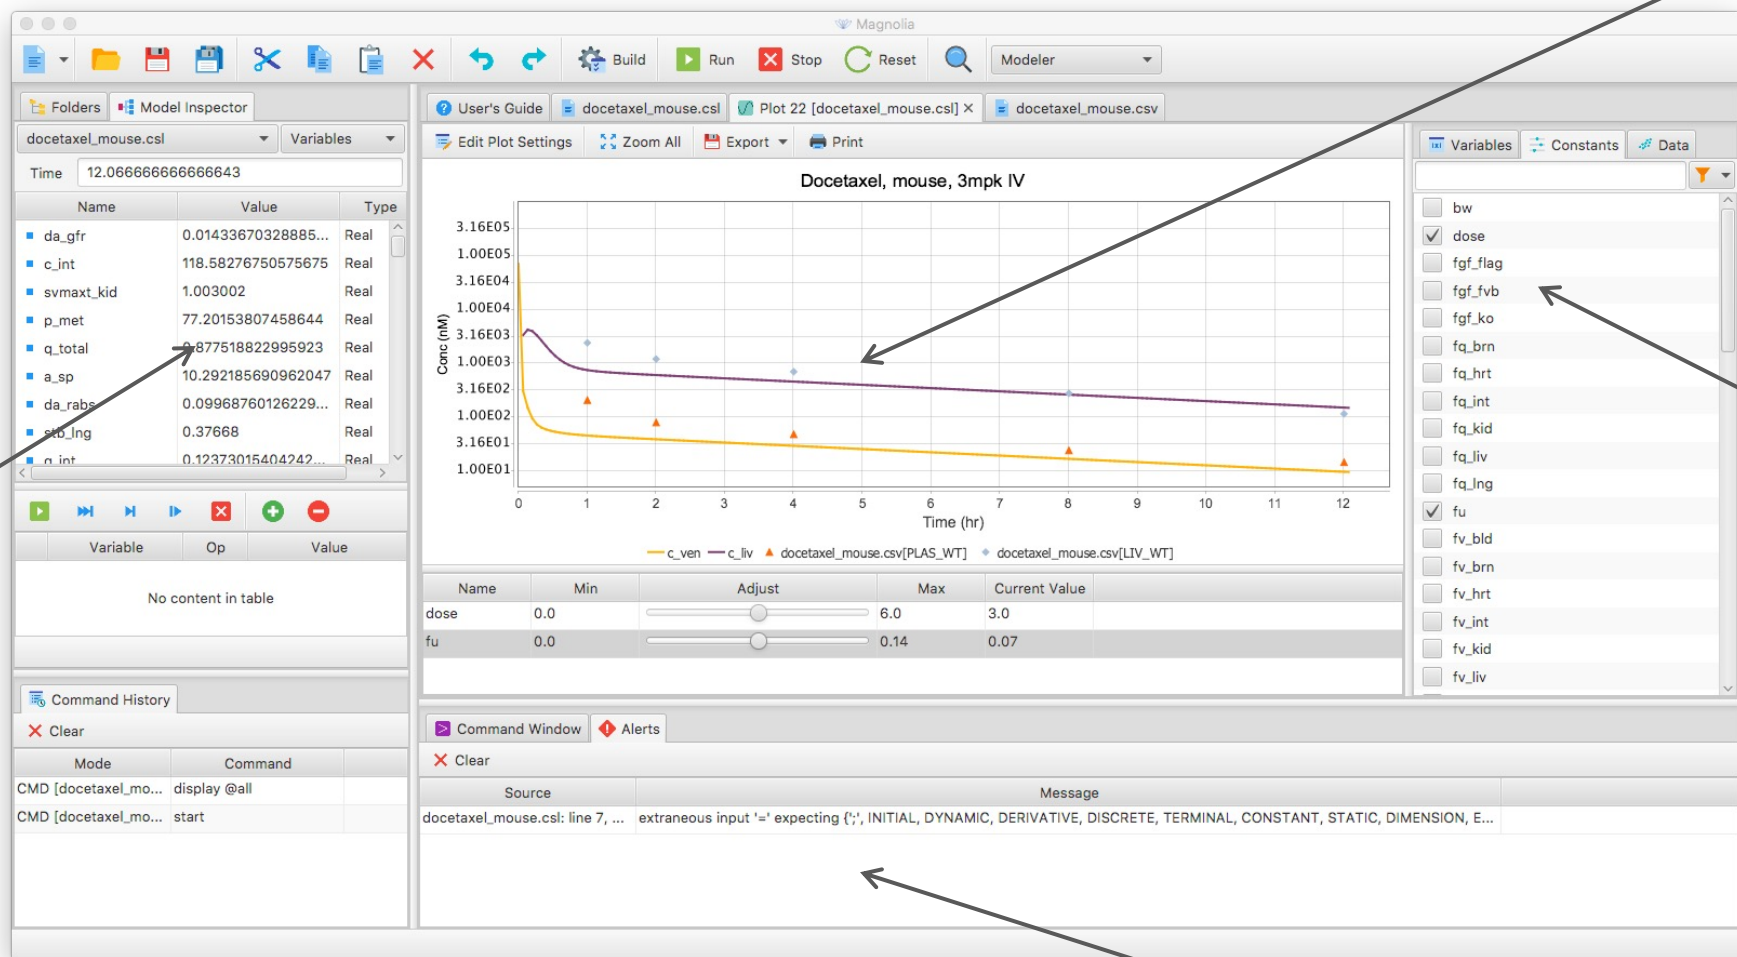 Magnolia
Build Run Stop Reset Modeler
Folders Model Inspector
docetaxel_mouse.csl Variables
Time 12.066666666666643
Name Value Type
da_gfr 0.01433670328885... Real
c_int 118.58276750575675 Real
svmaxt_kid 1.003002 Real
p_met 77.20153807458644 Real
q_total 0.877518822995923 Real
a_sp 10.292185690962047 Real
da_rabs 0.09968760126229... Real
stb_lng 0.37668 Real
q_int 0.12373015404242... Real
Variable Op Value
No content in table
Command History
Clear
Mode Command
CMD [docetaxel_mo... display @all
CMD [docetaxel_mo... start
User's Guide docetaxel_mouse.csl Plot 22 [docetaxel_mouse.csl] docetaxel_mouse.csv
Edit Plot Settings Zoom All Export Print
Docetaxel, mouse, 3mpk IV
Conc (nM)
3.16E05
1.00E05
3.16E04
1.00E04
3.16E03
1.00E03
3.16E02
1.00E02
3.16E01
1.00E01
0 1 2 3 4 5 6 7 8 9 10 11 12
Time (hr)
c_ven c_liv docetaxel_mouse.csv[PLAS_WT] docetaxel_mouse.csv[LIV_WT]
Name Min Adjust Max Current Value
dose 0.0 6.0 3.0
fu 0.0 0.14 0.07
Variables Constants Data
bw
dose
fgf_flag
fgf_fvb
fgf_ko
fq_brn
fq_hrt
fq_int
fq_kid
fq_liv
fq_lng
fu
fv_bld
fv_brn
fv_hrt
fv_int
fv_kid
fv_liv
Command Window Alerts
Clear
Source Message
docetaxel_mouse.csl: line 7, ... extraneous input '=' expecting {';', INITIAL, DYNAMIC, DERIVATIVE, DISCRETE, TERMINAL, CONSTANT, STATIC, DIMENSION, E...